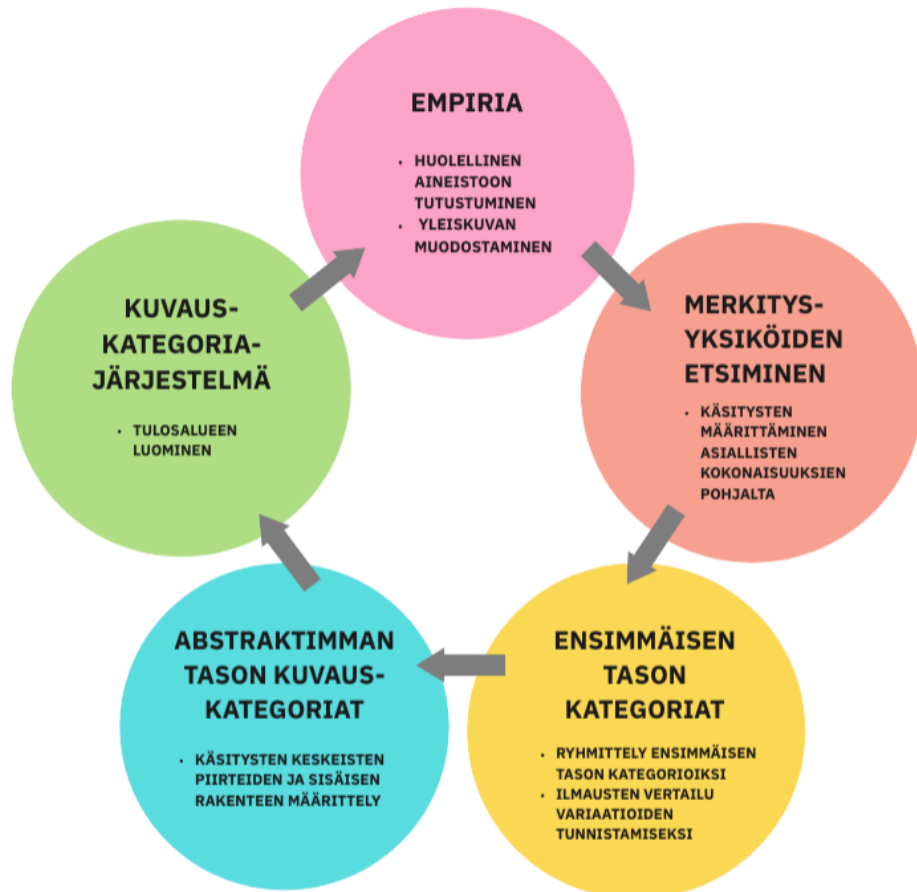 EMPIRIA
• HUOLELLINEN
AINEISTOON
TUTUSTUMINEN
• YLEISKUVAN
MUODOSTAMINEN
MERKITYS-
YKSIKÖIDEN
ETSIMINEN
• KÄSITYSTEN
MÄÄRITTÄMINEN
ASIALLISTEN
KOKONAISUUKSIEN
POHJALTA
ENSIMMÄISEN
TASON
KATEGORIAT
• RYHMITTELY ENSIMMÄISEN
TASON KATEGORIOIKSI
• ILMAUSTEN VERTAILU
VARIAATIOIDEN
TUNNISTAMISEKSI
ABSTRAKTIMMAN
TASON KUVAUS-
KATEGORIAT
• KÄSITYSTEN KESKEISTEN
PIIRTEIDEN JA SISÄISEN
RAKENTEEN MÄÄRITTELY
KUVAUS-
KATEGORIA-
JÄRJESTELMÄ
• TULOSALUEEN
LUOMINEN